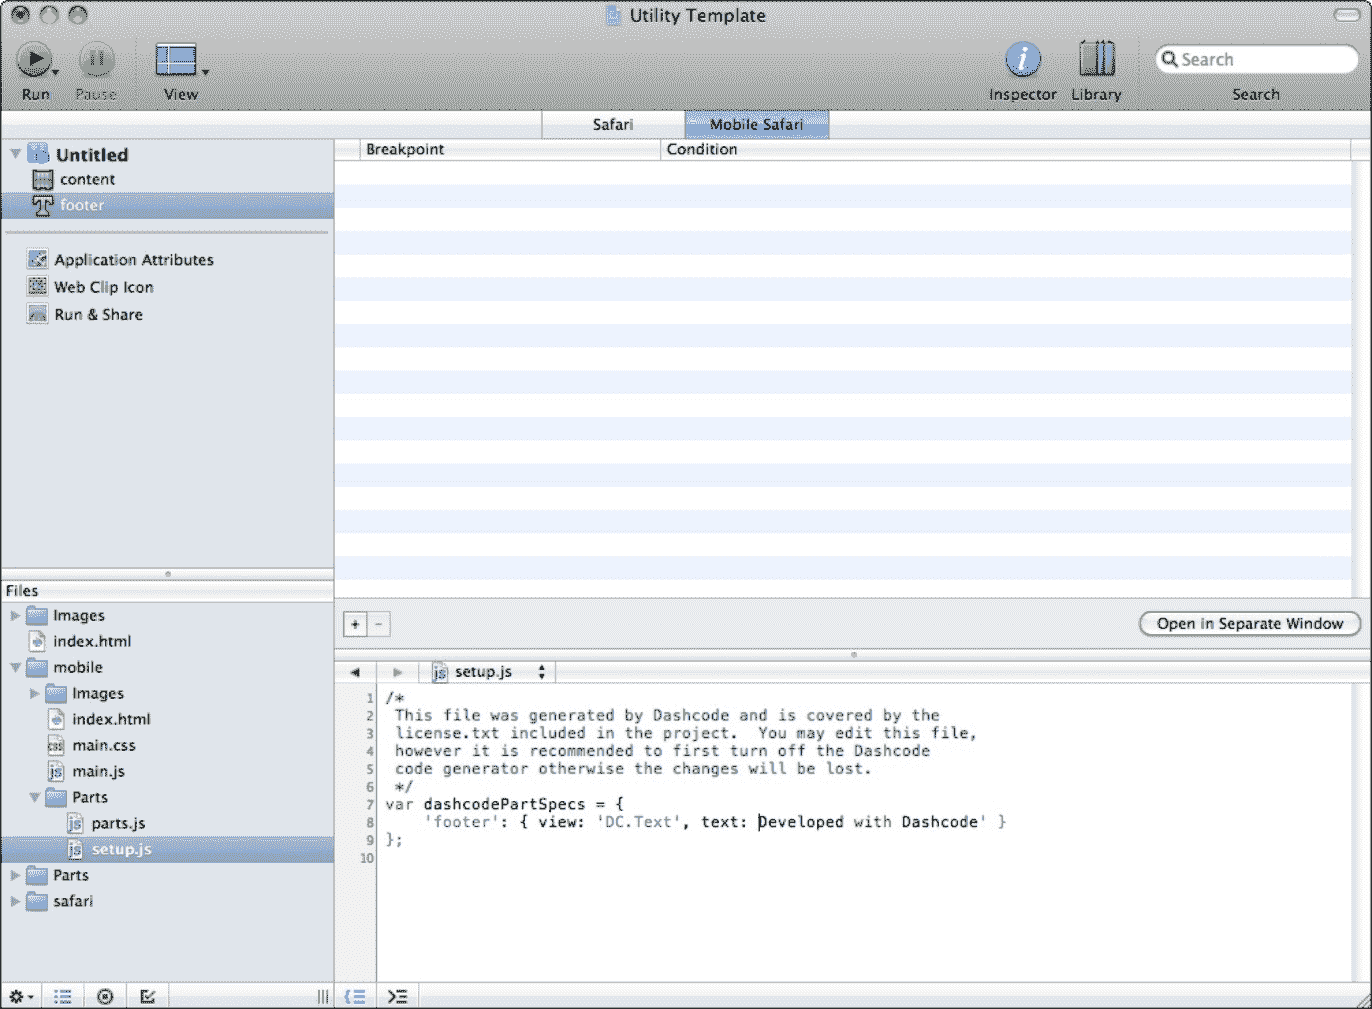 Utility Template
Run
Pause
View
Inspector
Library
Search
Search
Safari
Mobile Safari
Untitled
content
footer
Application Attributes
Web Clip Icon
Run & Share
Breakpoint
Condition
+
-
Open in Separate Window
Files
Images
index.html
mobile
Images
index.html
css main.css
js main.js
Parts
js parts.js
js setup.js
Parts
safari
js setup.js
1 /*
2 This file was generated by Dashcode and is covered by the
3 license.txt included in the project.  You may edit this file,
4 however it is recommended to first turn off the Dashcode
5 code generator otherwise the changes will be lost.
6 */
7 var dashcodePartSpecs = {
8 'footer': { view: 'DC.Text', text: Developed with Dashcode' }
9 };
10